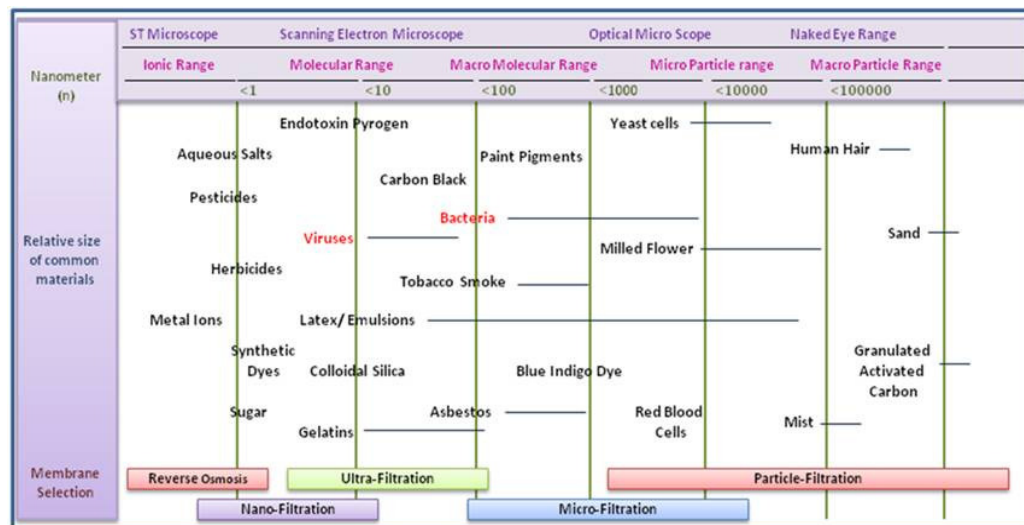 ST Microscope Scanning Electron Microscope Optical Micro Scope Naked Eye Range
Ionic Range Molecular Range Macro Molecular Range Micro Particle range Macro Particle Range
Nanometer
(n)
<1 <10 <100 <1000 <10000 <100000
Endotoxin Pyrogen Yeast cells
Aqueous Salts Paint Pigments Human Hair
Carbon Black
Pesticides
Bacteria
Viruses Sand
Relative size
of common
materials
Milled Flower
Herbicides
Tobacco Smoke
Metal Ions Latex/ Emulsions
Synthetic
Dyes
Colloidal Silica Blue Indigo Dye
Granulated
Activated
Carbon
Sugar Asbestos
Red Blood
Cells
Gelatins Mist
Membrane
Selection
Reverse Osmosis Ultra-Filtration Particle-Filtration
Nano-Filtration Micro-Filtration